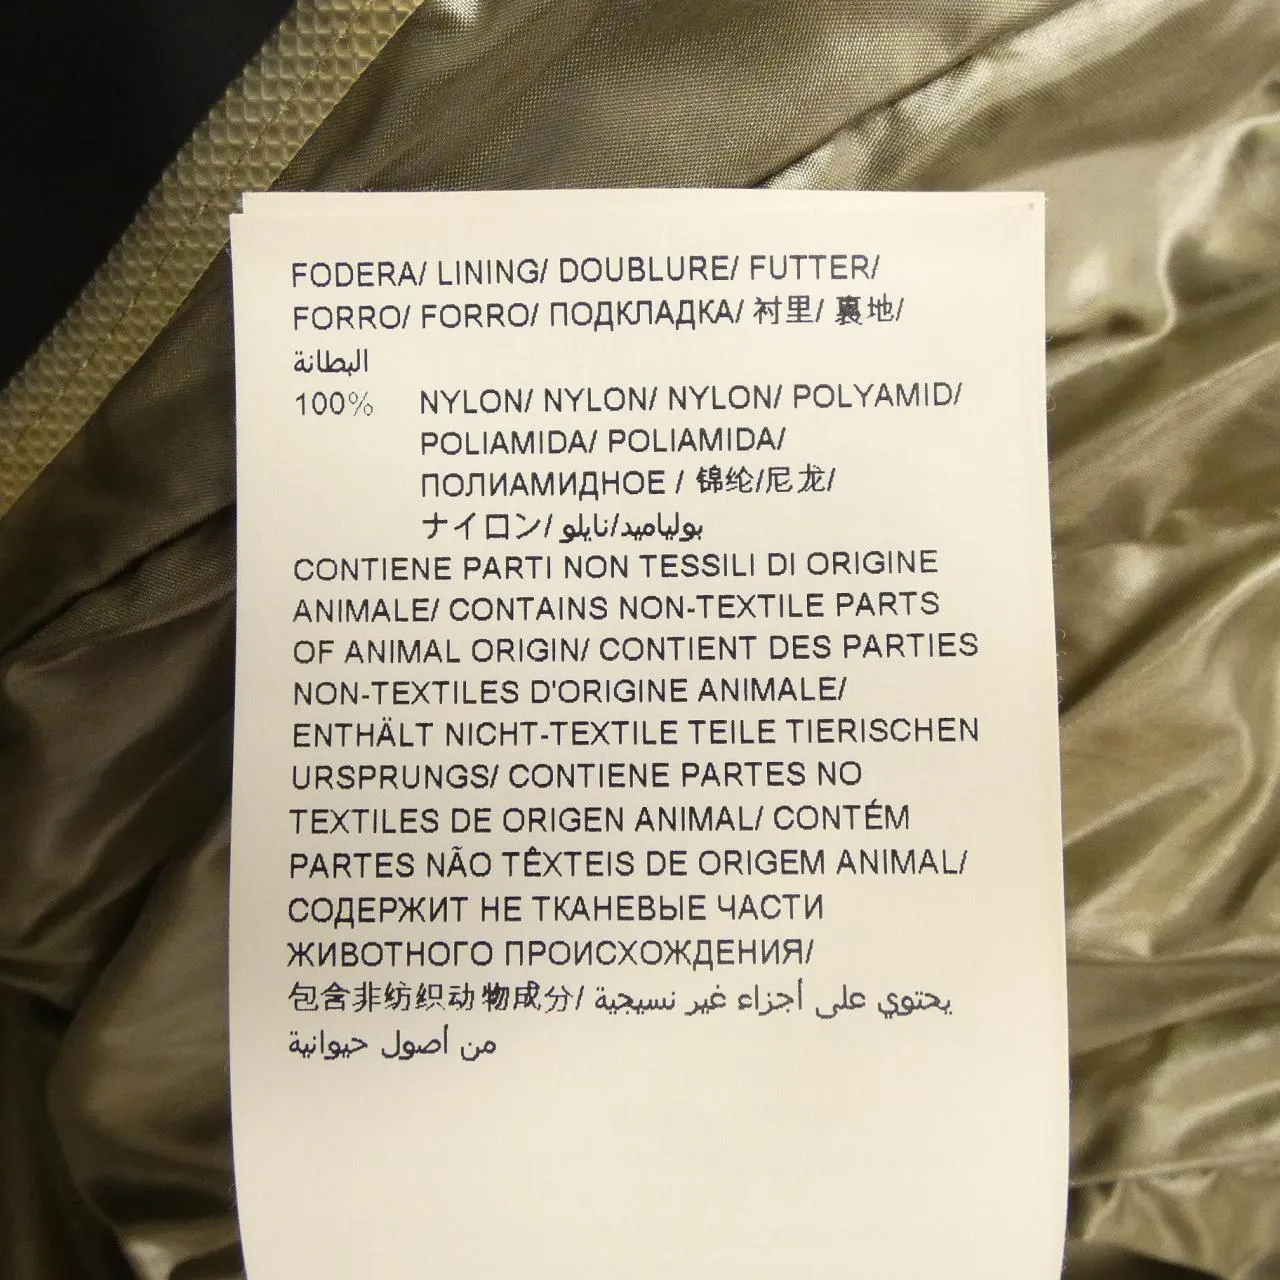 FODERA/ LINING/ DOUBLURE/ FUTTER/
FORRO/ FORRO/ ПОДКЛАДКА/ 衬里/ 裏地/
البطانة
100% NYLON/ NYLON/ NYLON/ POLYAMID/
POLIAMIDA/ POLIAMIDA/
ПОЛИАМИДНОЕ / 锦纶/尼龙/
ナイロン/ بولياميد/نايلو
CONTIENE PARTI NON TESSILI DI ORIGINE
ANIMALE/ CONTAINS NON-TEXTILE PARTS
OF ANIMAL ORIGIN/ CONTIENT DES PARTIES
NON-TEXTILES D'ORIGINE ANIMALE/
ENTHÄLT NICHT-TEXTILE TEILE TIERISCHEN
URSPRUNGS/ CONTIENE PARTES NO
TEXTILES DE ORIGEN ANIMAL/ CONTÉM
PARTES NÃO TÊXTEIS DE ORIGEM ANIMAL/
СОДЕРЖИТ НЕ ТКАНЕВЫЕ ЧАСТИ
ЖИВОТНОГО ПРОИСХОЖДЕНИЯ/
包含非纺织动物成分/ يحتوي على أجزاء غير نسيجية
من أصول حيوانية